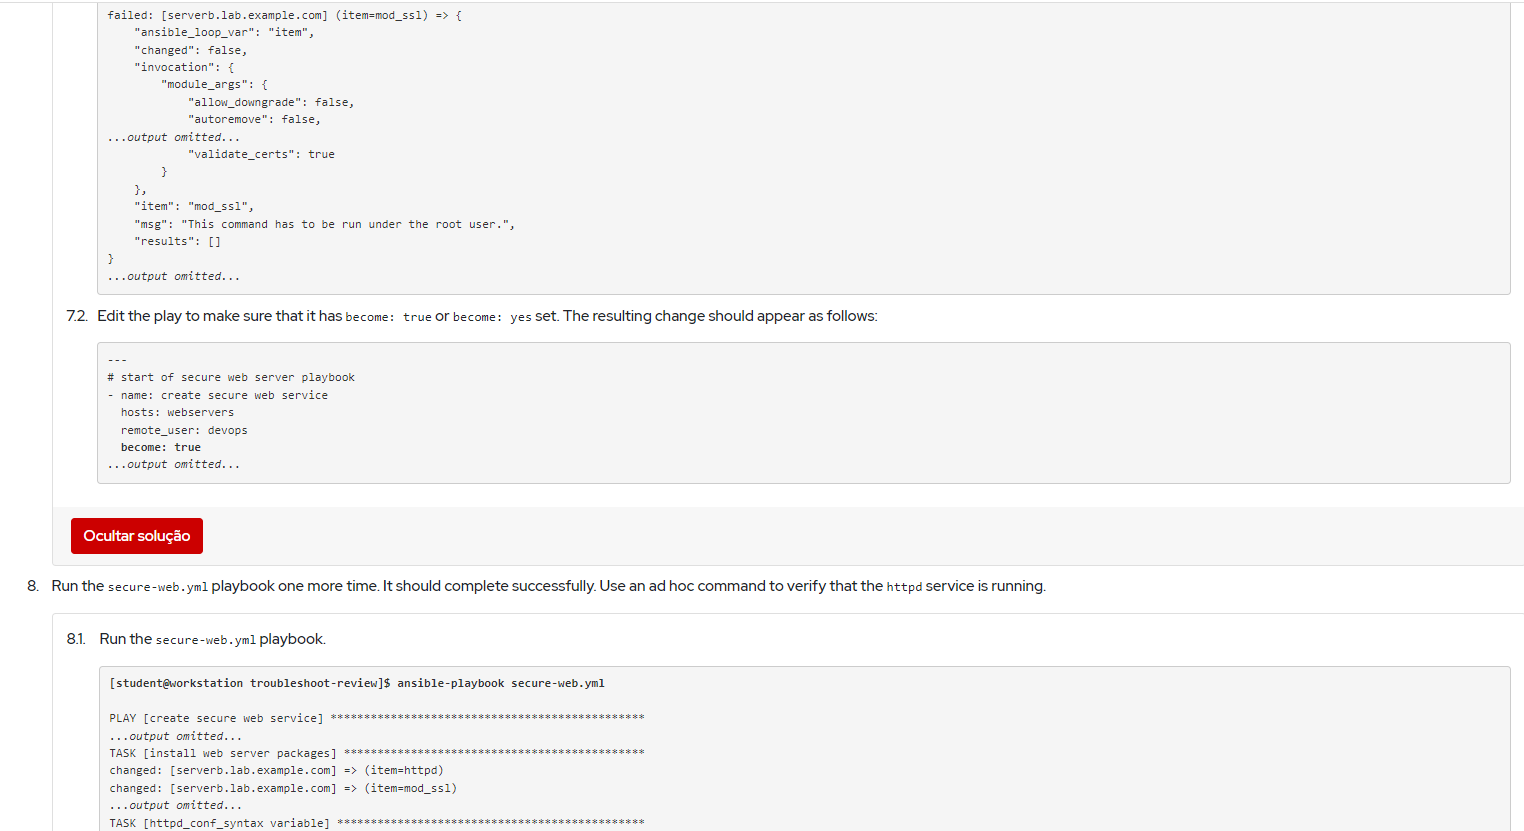 failed: [serverb.lab.example.com] (item=mod_ssl) => {
    "ansible_loop_var": "item",
    "changed": false,
    "invocation": {
        "module_args": {
            "allow_downgrade": false,
            "autoremove": false,
...output omitted...
            "validate_certs": true
        }
    },
    "item": "mod_ssl",
    "msg": "This command has to be run under the root user.",
    "results": []
}
...output omitted...
7.2. Edit the play to make sure that it has become: true or become: yes set. The resulting change should appear as follows:
---
# start of secure web server playbook
- name: create secure web service
  hosts: webservers
  remote_user: devops
  become: true
...output omitted...
Ocultar solução
8. Run the secure-web.yml playbook one more time. It should complete successfully. Use an ad hoc command to verify that the httpd service is running.
8.1. Run the secure-web.yml playbook.
[student@workstation troubleshoot-review]$ ansible-playbook secure-web.yml
PLAY [create secure web service] ***********************************************
...output omitted...
TASK [install web server packages] *********************************************
changed: [serverb.lab.example.com] => (item=httpd)
changed: [serverb.lab.example.com] => (item=mod_ssl)
...output omitted...
TASK [httpd_conf_syntax variable] **********************************************